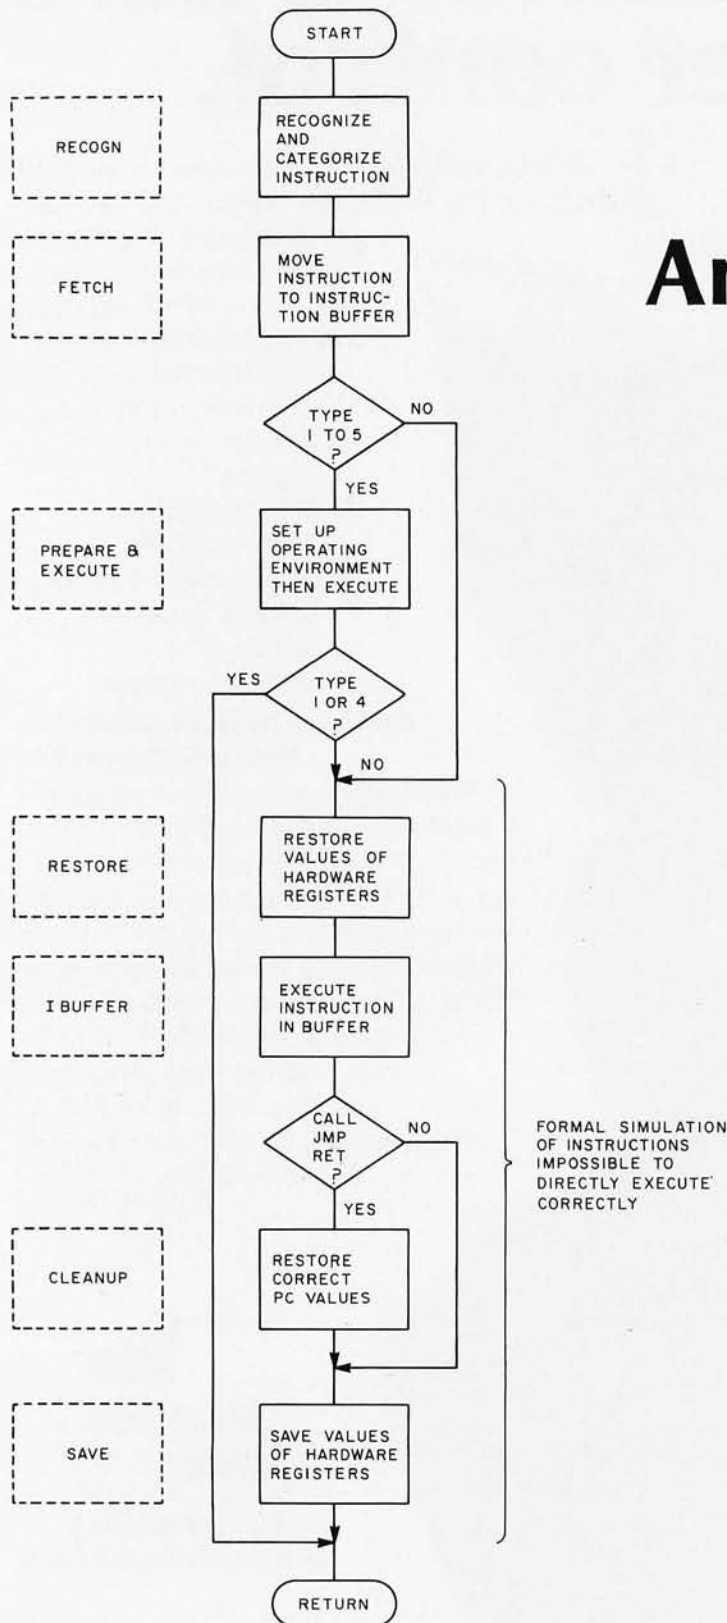 START
RECOGN
RECOGNIZE
AND
CATEGORIZE
INSTRUCTION
FETCH
MOVE
INSTRUCTION
TO INSTRUC-
TION BUFFER
Ar
TYPE
1 TO 5
?
NO
YES
PREPARE &
EXECUTE
SET UP
OPERATING
ENVIRONMENT
THEN EXECUTE
YES
TYPE
1 OR 4
?
NO
RESTORE
RESTORE
VALUES OF
HARDWARE
REGISTERS
I BUFFER
EXECUTE
INSTRUCTION
IN BUFFER
CALL
JMP
RET
?
NO
YES
FORMAL SIMULATION
OF INSTRUCTIONS
IMPOSSIBLE TO
DIRECTLY EXECUTE
CORRECTLY
CLEANUP
RESTORE
CORRECT
PC VALUES
SAVE
SAVE VALUES
OF HARDWARE
REGISTERS
RETURN